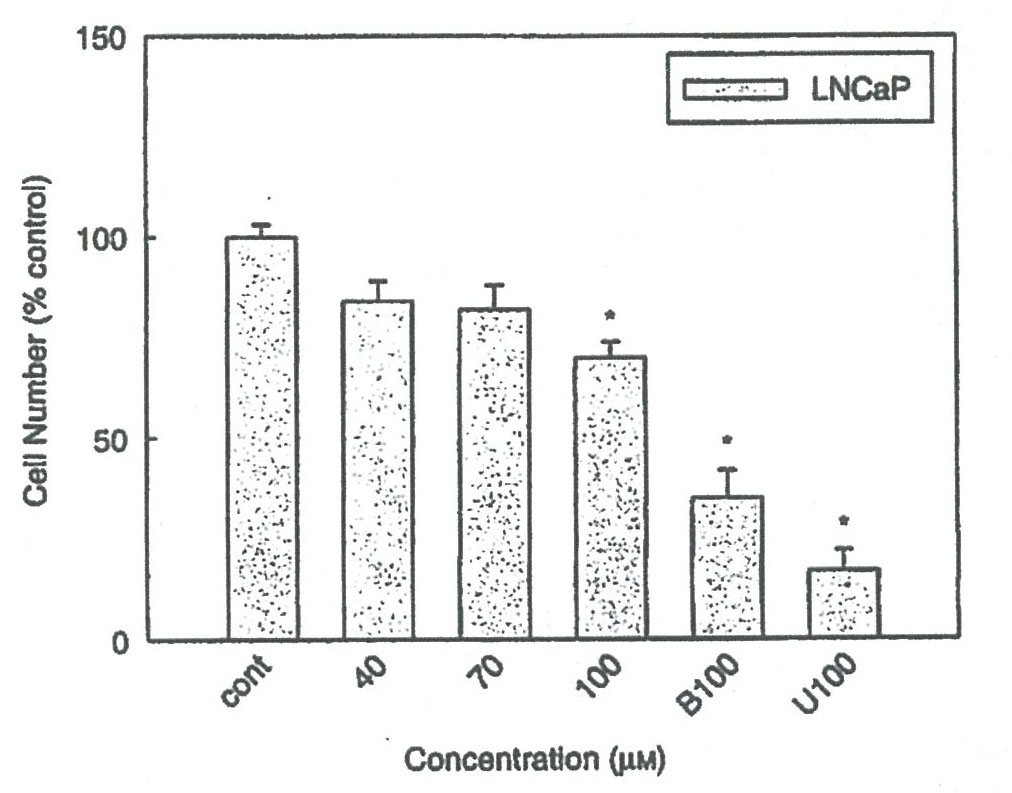 150
LNCaP
100
50
0
Cell Number (% control)
*
*
*
cont
40
70
100
B100
U100
Concentration (μM)